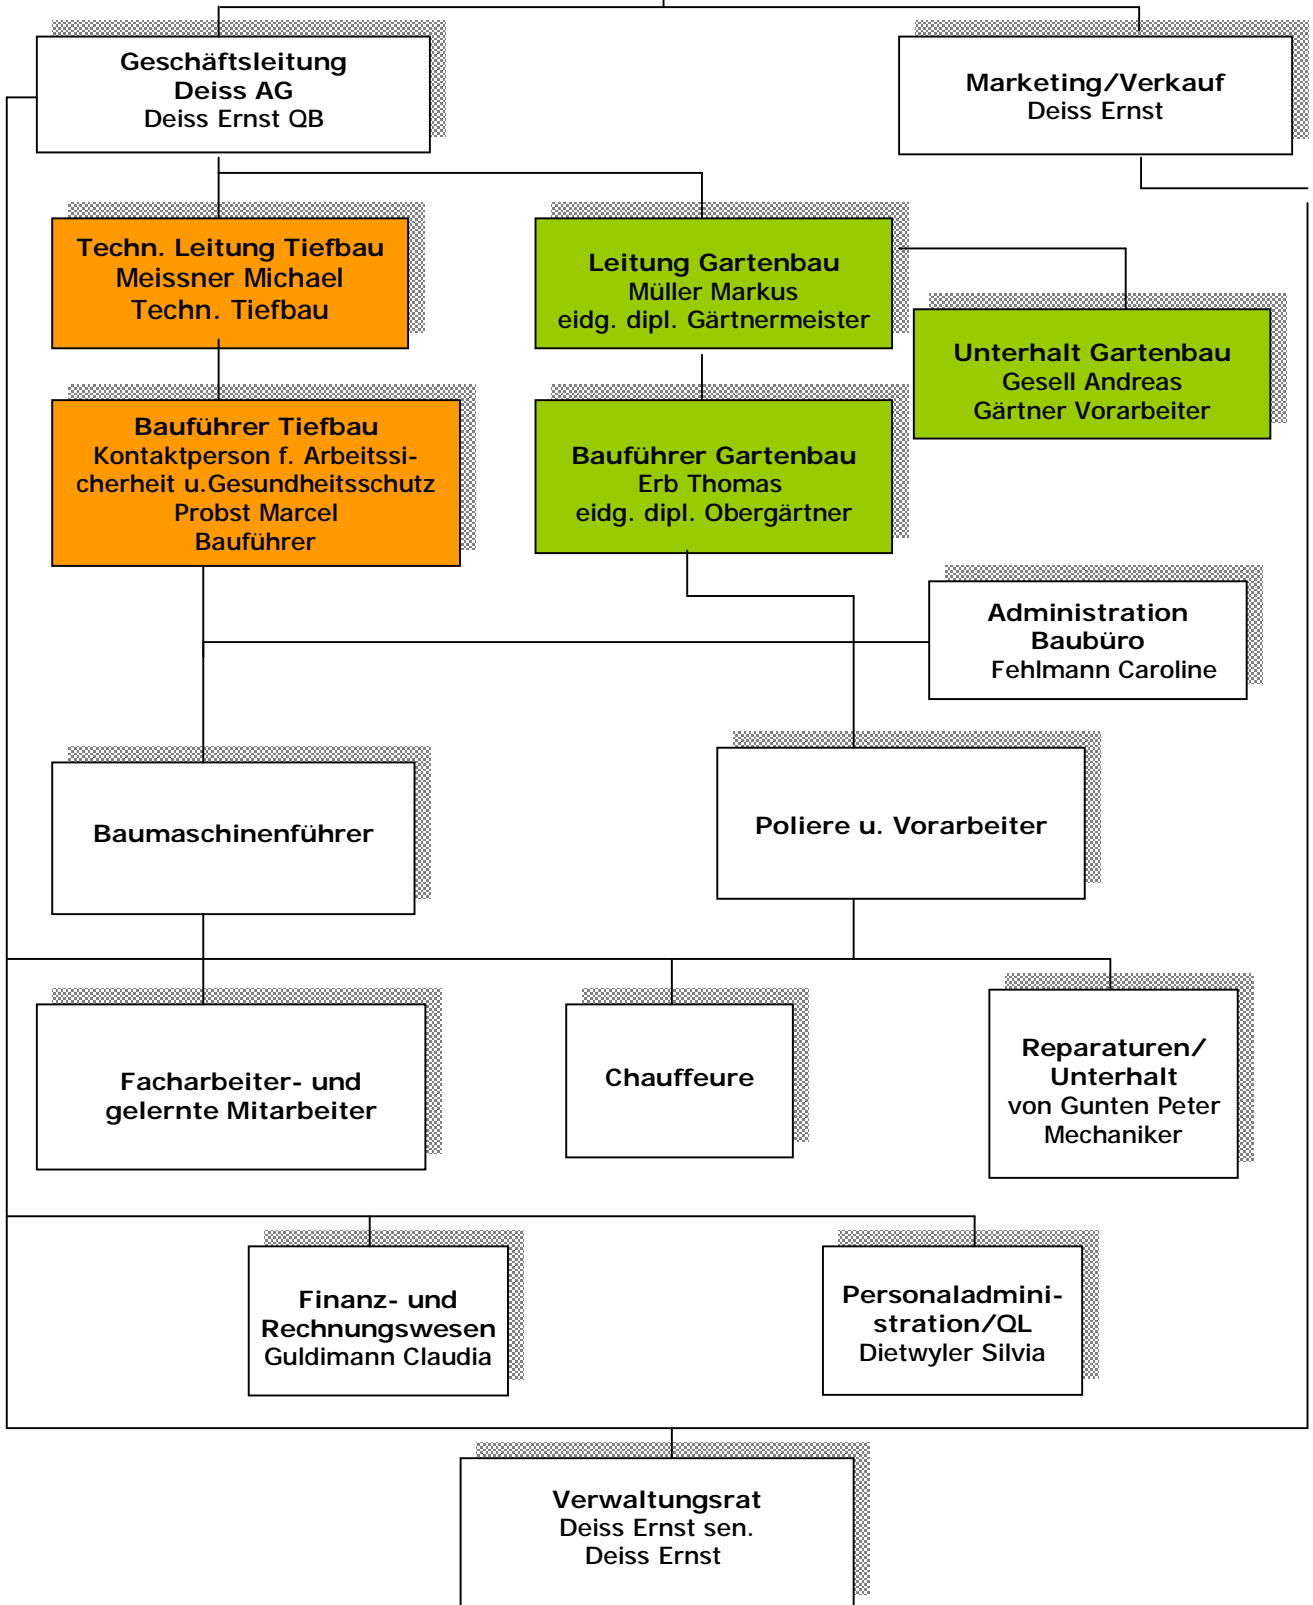 Geschäftsleitung
Deiss AG
Deiss Ernst QB
Marketing/Verkauf
Deiss Ernst
Techn. Leitung Tiefbau
Meissner Michael
Techn. Tiefbau
Leitung Gartenbau
Müller Markus
eidg. dipl. Gärtnermeister
Unterhalt Gartenbau
Gesell Andreas
Gärtner Vorarbeiter
Bauführer Tiefbau
Kontaktperson f. Arbeitssi-
cherheit u.Gesundheitsschutz
Probst Marcel
Bauführer
Bauführer Gartenbau
Erb Thomas
eidg. dipl. Obergärtner
Administration
Baubüro
Fehlmann Caroline
Baumaschinenführer
Poliere u. Vorarbeiter
Facharbeiter- und
gelernte Mitarbeiter
Chauffeure
Reparaturen/
Unterhalt
von Gunten Peter
Mechaniker
Finanz- und
Rechnungswesen
Guldimann Claudia
Personaladmini-
stration/QL
Dietwyler Silvia
Verwaltungsrat
Deiss Ernst sen.
Deiss Ernst